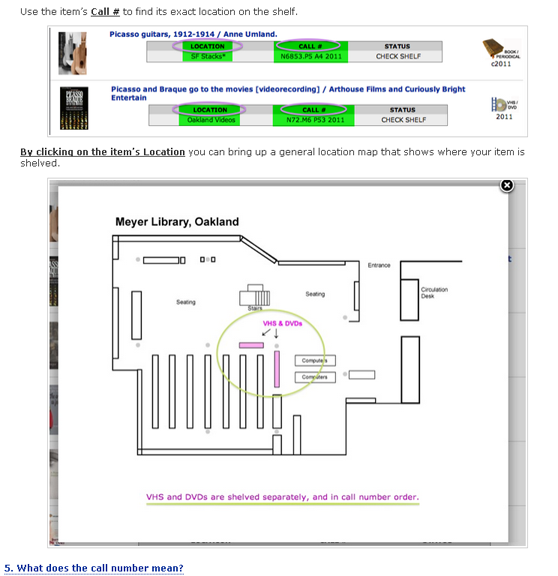 Use the item's Call # to find its exact location on the shelf.
Picasso guitars, 1912-1914 / Anne Umland.
LOCATION CALL # STATUS
SF Stacks* N6853.P5 A4 2011 CHECK SHELF
BOOK/
PERIODICAL
c2011
Picasso and Braque go to the movies [videorecording] / Arthouse Films and Curiously Bright
Entertain
LOCATION CALL # STATUS
Oakland Videos N72.M6 P53 2011 CHECK SHELF
VHS/
DVD
2011
By clicking on the item's Location you can bring up a general location map that shows where your item is
shelved.
Meyer Library, Oakland
Entrance
Circulation
Desk
Seating
Seating
Stairs
VHS & DVDs
Computers
Computers
VHS and DVDs are shelved separately, and in call number order.
5. What does the call number mean?